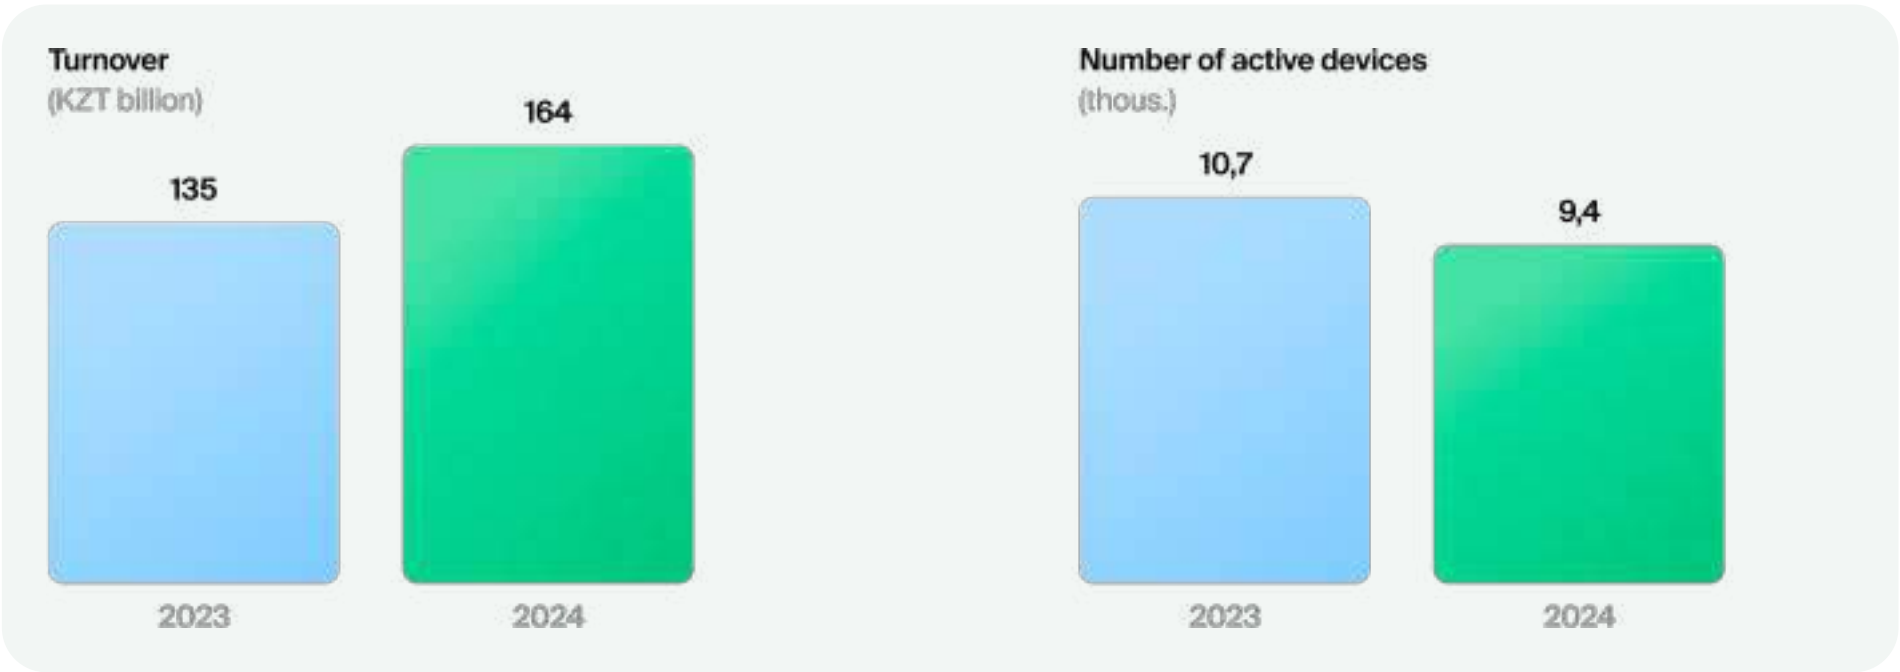 Turnover
(KZT billion)
135
164
2023
2024
Number of active devices
(thous.)
10,7
9,4
2023
2024